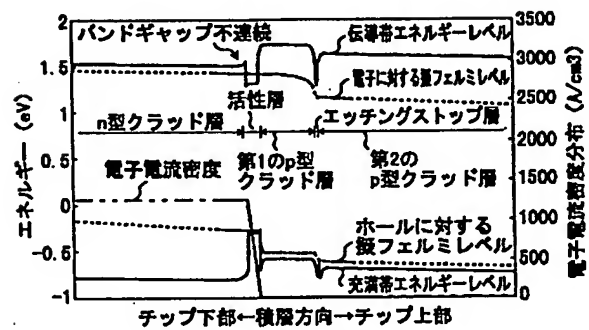 エネルギー (eV)
2
1.5
1
0.5
0
−0.5
−1
バンドギャップ不連続
伝導帯エネルギーレベル
電子に対する擬フェルミレベル
活性層
n型クラッド層
エッチングストップ層
電子電流密度
第1のp型
クラッド層
第2の
p型クラッド層
ホールに対する
擬フェルミレベル
充満帯エネルギーレベル
3500
3000
2500
2000
1500
1000
500
0
電子電流密度分布 (A/cm3)
チップ下部←積層方向→チップ上部